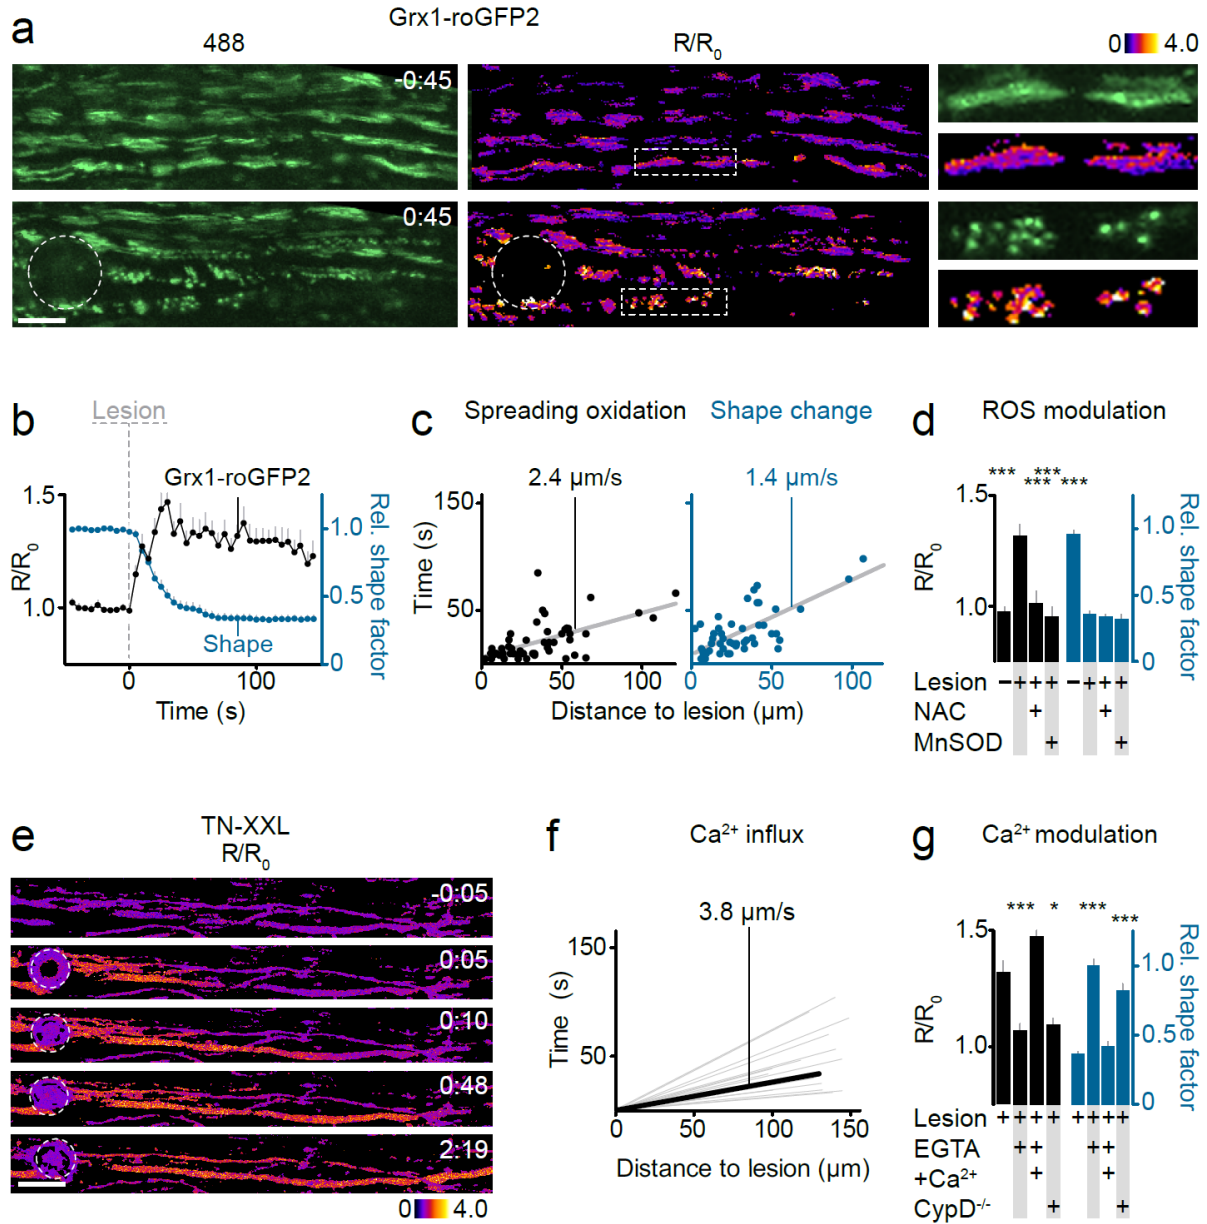 a
Grx1-roGFP2
488
R/R0
0 4.0
-0:45
0:45
b
Lesion
Grx1-roGFP2
Shape
1.5
1.0
R/R0
1.0
0.5
0
Rel. shape factor
0 100
Time (s)
c
Spreading oxidation
Shape change
2.4 µm/s
1.4 µm/s
150
50
Time (s)
0 50 100
0 50 100
Distance to lesion (µm)
d
ROS modulation
*** *** *** ***
1.5
1.0
R/R0
1.0
0.5
0
Rel. shape factor
Lesion − + + + − + + +
NAC + +
MnSOD + +
e
TN-XXL
R/R0
-0:05
0:05
0:10
0:48
2:19
0 4.0
f
Ca²⁺ influx
3.8 µm/s
150
50
Time (s)
0 50 100 150
Distance to lesion (µm)
g
Ca²⁺ modulation
*** * *** ***
1.5
1.0
R/R0
1.0
0.5
0
Rel. shape factor
Lesion + + + + + + + +
EGTA + + + +
+Ca²⁺ + +
CypD⁻/⁻ + +